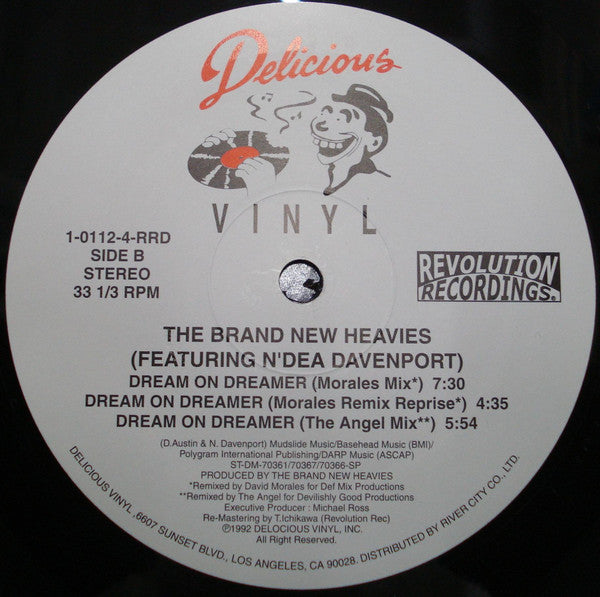 Delicious
VINYL
1-0112-4-RRD
SIDE B
STEREO
33 1/3 RPM
REVOLUTION
RECORDINGS®
THE BRAND NEW HEAVIES
(FEATURING N'DEA DAVENPORT)
DREAM ON DREAMER (Morales Mix*) 7:30
DREAM ON DREAMER (Morales Remix Reprise*) 4:35
DREAM ON DREAMER (The Angel Mix**) 5:54
(D.Austin & N. Davenport) Mudslide Music/Basehead Music (BMI)/
Polygram International Publishing/DARP Music (ASCAP)
ST-DM-70361/70367/70366-SP
PRODUCED BY THE BRAND NEW HEAVIES
*Remixed by David Morales for Def Mix Productions
**Remixed by The Angel for Devilishly Good Productions
Executive Producer : Michael Ross
Re-Mastering by T.Ichikawa (Revolution Rec)
℗1992 DELOCIOUS VINYL, INC.
All Right Reserved.
DELICIOUS VINYL ,6607 SUNSET BLVD., LOS ANGELES, CA 90028. DISTRIBUTED BY RIVER CITY CO., LTD.